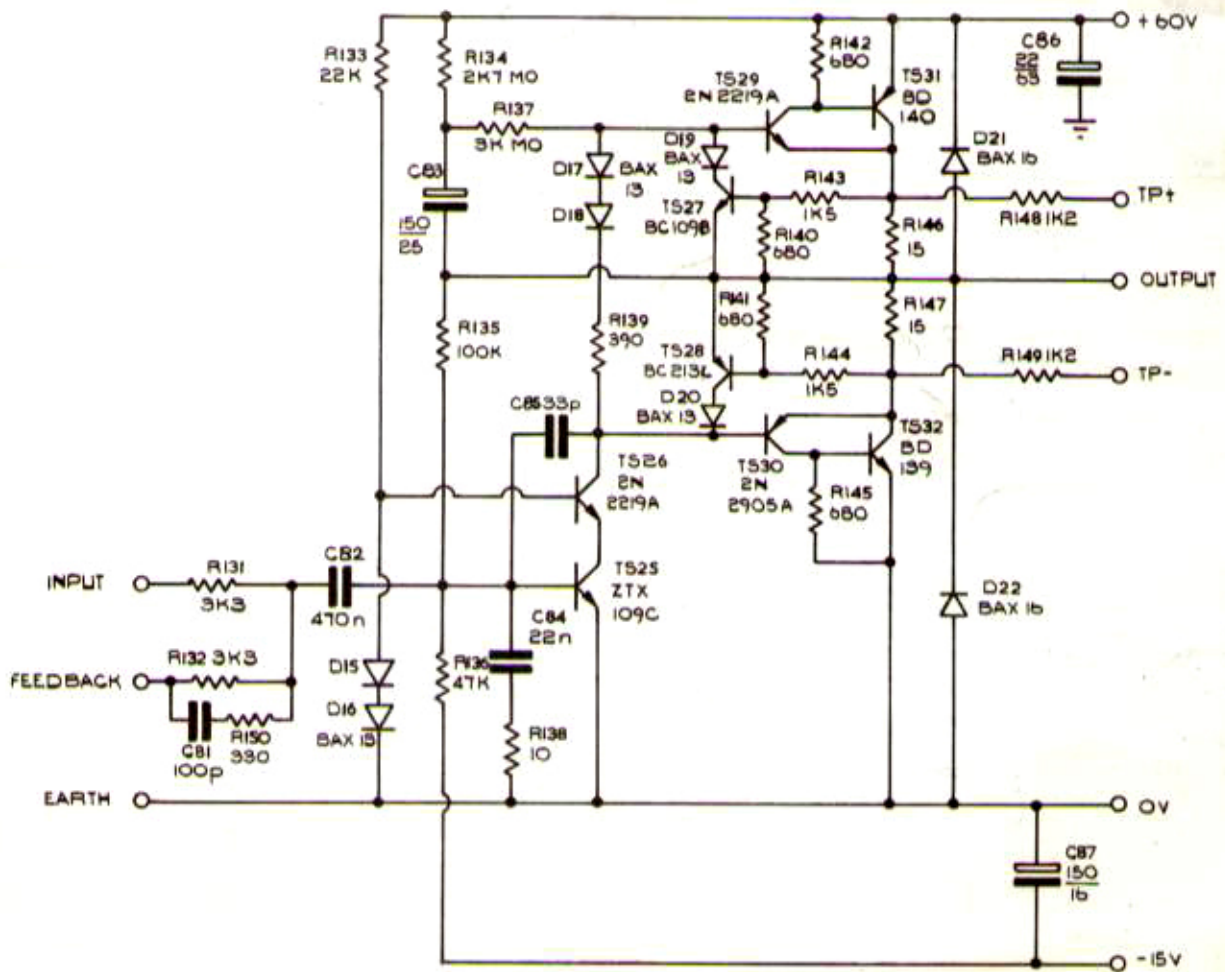 + 60V
R133
22K
R134
2K7 MO
R137
3K MO
R142
680
TS29
2N 2219A
TS31
BD
140
C86
D21
BAX 16
C83
150
25
D17
BAX
13
D18
D19
BAX
13
TS27
BC109B
R143
1K5
R140
680
R146
15
R148 1K2
TP+
OUTPUT
R135
100K
R139
390
R141
680
R147
15
TS28
BC213L
R144
1K5
R149 1K2
TP-
C85 33p
D20
BAX 13
TS26
2N
2219A
TS30
2N
2905A
R145
680
TS32
BD
139
INPUT
R131
3K3
C82
470n
TS25
ZTX
109C
C84
22n
D22
BAX 16
FEEDBACK
R132 3K3
C81
100p
R150
330
D15
D16
BAX 13
R136
47K
R138
10
EARTH
0V
C87
150
16
-15V